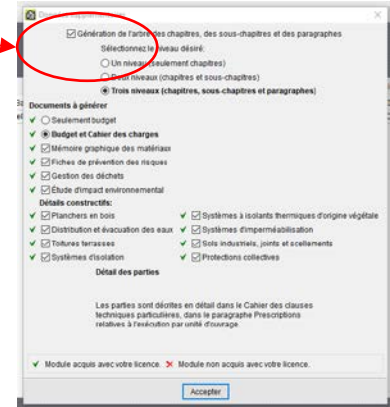 Génération de l'arbre des chapitres, des sous-chapitres et des paragraphes
Sélectionnez le niveau désiré:
Un niveau (seulement chapitres)
Deux niveaux (chapitres et sous-chapitres)
Trois niveaux (chapitres, sous-chapitres et paragraphes)
Documents à générer
Seulement budget
Budget et Cahier des charges
Mémoire graphique des matériaux
Fiches de prévention des risques
Gestion des déchets
Étude d'impact environnemental
Détails constructifs:
Planchers en bois
Systèmes à isolants thermiques d'origine végétale
Distribution et évacuation des eaux
Systèmes d'imperméabilisation
Toitures terrasses
Sols industriels, joints et scellements
Systèmes d'isolation
Protections collectives
Détail des parties
Les parties sont décrites en détail dans le Cahier des clauses
techniques particulières, dans le paragraphe Prescriptions
relatives à l'exécution par unité d'ouvrage.
Module acquis avec votre licence. Module non acquis avec votre licence.
Accepter